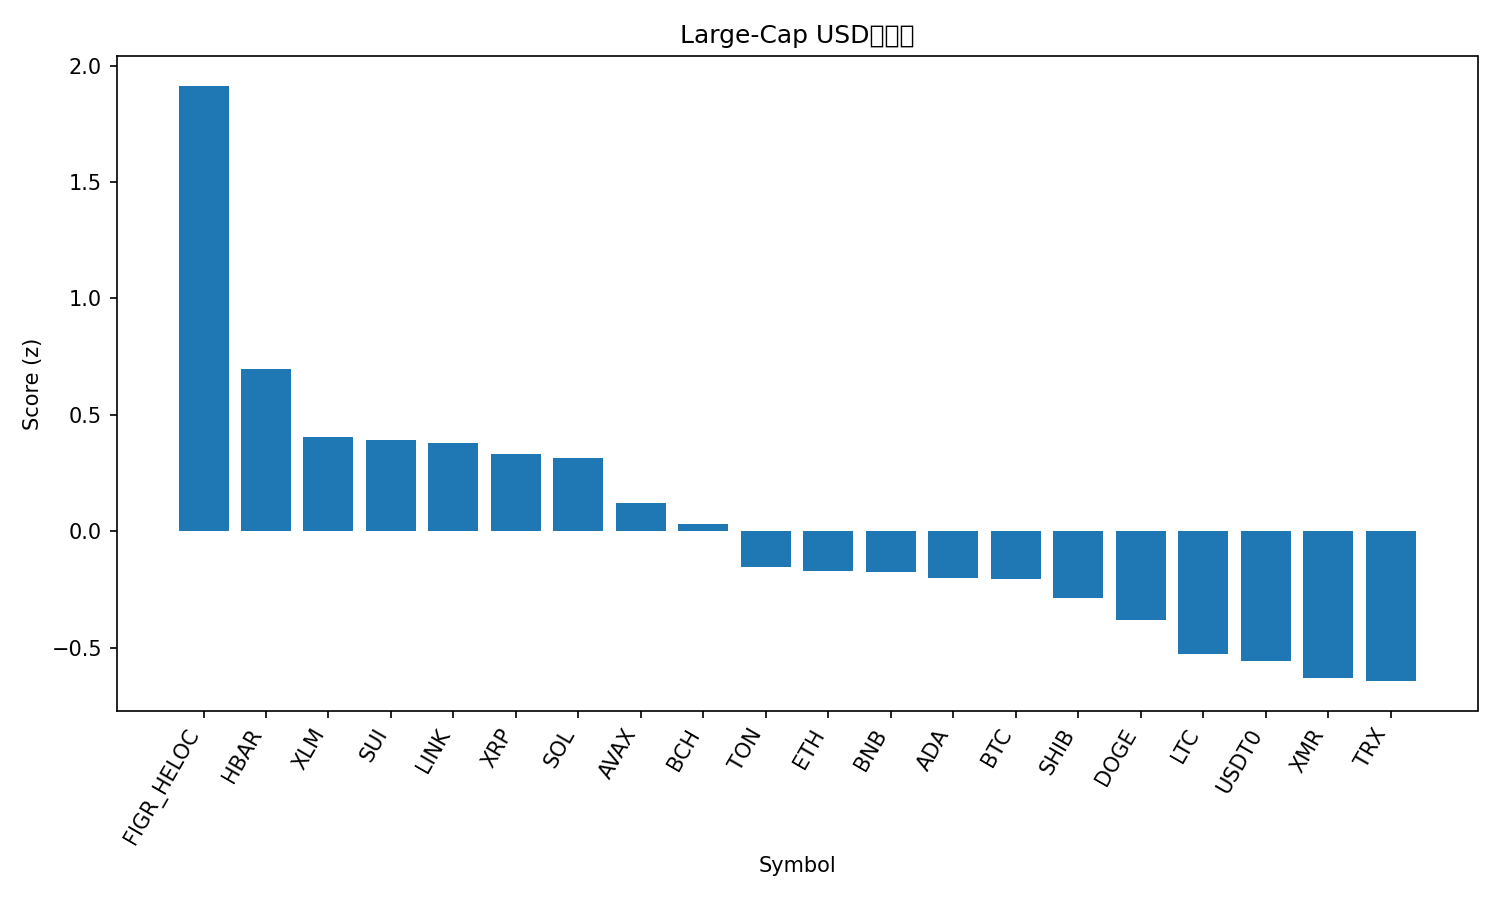 Large-Cap USD
2.0
1.5
1.0
0.5
0.0
−0.5
Score (z)
FIGR_HELOC
HBAR
XLM
SUI
LINK
XRP
SOL
AVAX
BCH
TON
ETH
BNB
ADA
BTC
SHIB
DOGE
LTC
USDT0
XMR
TRX
Symbol